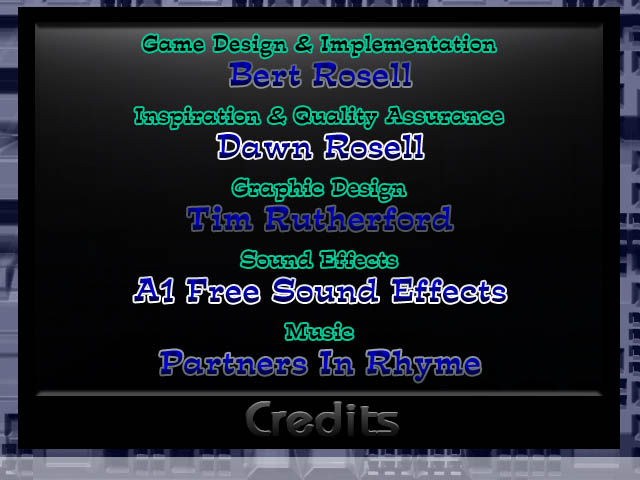 Game Design & Implementation
Bert Rosell
Inspiration & Quality Assurance
Dawn Rosell
Graphic Design
Tim Rutherford
Sound Effects
A1 Free Sound Effects
Music
Partners In Rhyme
Credits